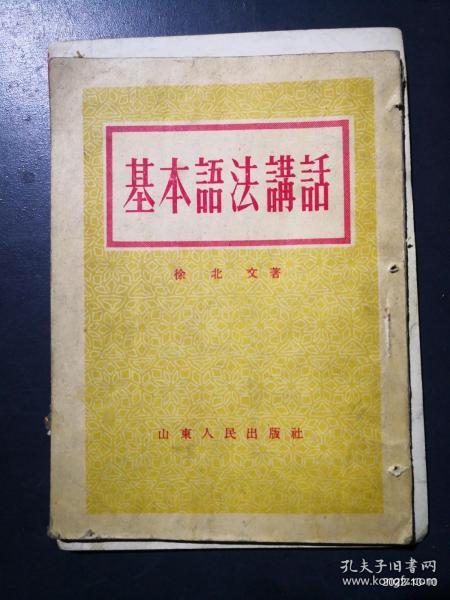 基本語法講話
徐北文著
山東人民出版社
孔夫子旧书网